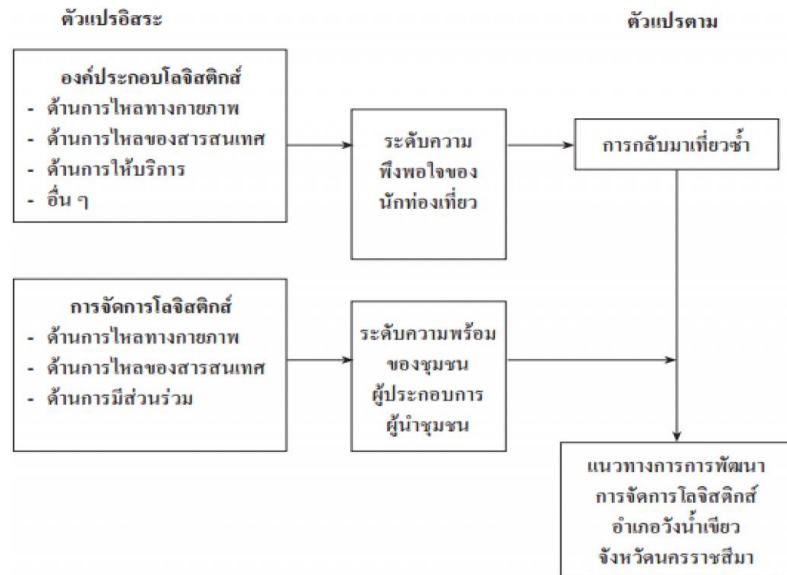 ตัวแปรอิสระ
ตัวแปรตาม
องค์ประกอบโลจิสติกส์
- ด้านการไหลทางกายภาพ
- ด้านการไหลของสารสนเทศ
- ด้านการให้บริการ
- อื่น ๆ
ระดับความ
พึงพอใจของ
นักท่องเที่ยว
การกลับมาเที่ยวซ้ำ
การจัดการโลจิสติกส์
- ด้านการไหลทางกายภาพ
- ด้านการไหลของสารสนเทศ
- ด้านการมีส่วนร่วม
ระดับความพร้อม
ของชุมชน
ผู้ประกอบการ
ผู้นำชุมชน
แนวทางการการพัฒนา
การจัดการโลจิสติกส์
อำเภอวังน้ำเขียว
จังหวัดนครราชสีมา